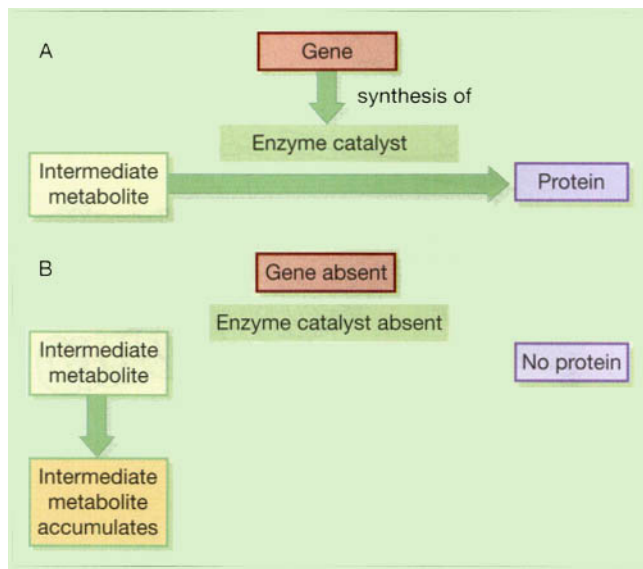 A
Gene
synthesis of
Enzyme catalyst
Intermediate
metabolite
Protein
B
Gene absent
Enzyme catalyst absent
Intermediate
metabolite
No protein
Intermediate
metabolite
accumulates